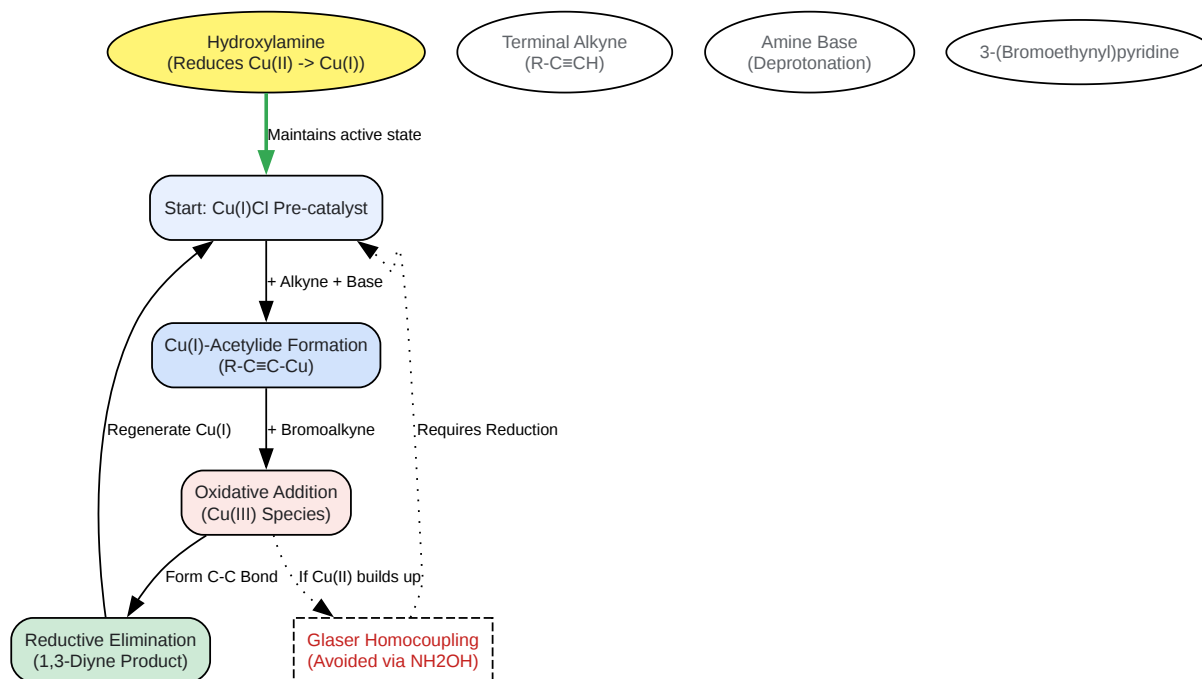 Hydroxylamine
(Reduces Cu(II) -> Cu(I))
Terminal Alkyne
(R-C≡CH)
Amine Base
(Deprotonation)
3-(Bromoethynyl)pyridine
Maintains active state
Start: Cu(I)Cl Pre-catalyst
+ Alkyne + Base
Cu(I)-Acetylide Formation
(R-C≡C-Cu)
Regenerate Cu(I)
+ Bromoalkyne
Requires Reduction
Oxidative Addition
(Cu(III) Species)
Form C-C Bond
If Cu(II) builds up
Reductive Elimination
(1,3-Diyne Product)
Glaser Homocoupling
(Avoided via NH2OH)